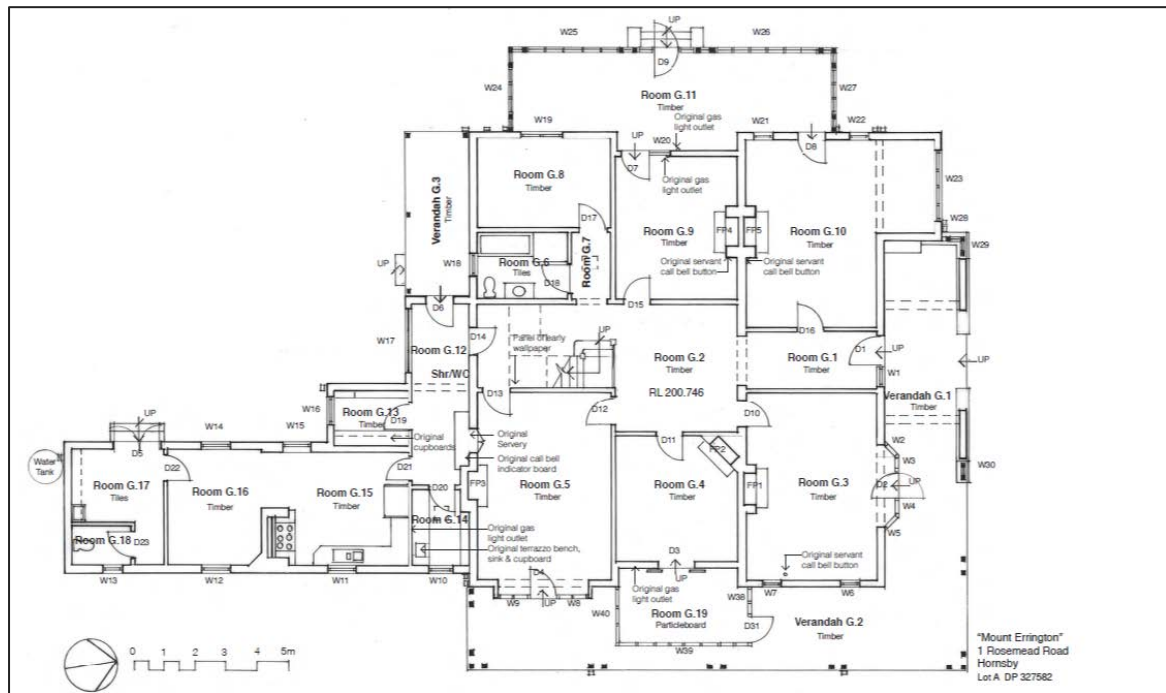 W25
UP
W26
D9
W24
Room G.11
Timber
W27
Original gas
light outlet
W19
W20
UP
W21
W22
D7
D8
Original gas
light outlet
Room G.8
Timber
Verandah G.3
Timber
D17
Room G.9
Timber
FP4
FP5
Room G.10
Timber
W23
W28
W29
UP
W18
Room G.6
Tiles
D18
Room G.7
Original servant
call bell button
Original servant
call bell button
D6
D15
D16
W17
D14
Room G.12
Shr/WC
Panel of early
wallpaper
UP
Room G.2
Timber
RL 200.746
Room G.1
Timber
D1
UP
UP
W1
Verandah G.1
Timber
W16
Room G.13
Timber
D19
D13
D12
D10
Original
cupboards
Original
Servery
Original call bell
indicator board
D11
FP2
W2
W3
W30
UP
D5
W14
W15
Water
Tank
D22
D21
D20
FP3
Room G.17
Tiles
Room G.16
Timber
Room G.15
Timber
Room G.5
Timber
Room G.4
Timber
FP1
Room G.3
Timber
D2
UP
W4
W5
Room G.14
Original gas
light outlet
Original terrazzo bench,
sink & cupboard
Room G.18
D23
D3
UP
Original servant
call bell button
W13
W12
W11
W10
D4
W9
UP
W8
W40
Original gas
light outlet
W38
W7
W6
Room G.19
Particleboard
D31
Verandah G.2
Timber
W39
0 1 2 3 4 5m
"Mount Errington"
1 Rosemead Road
Hornsby
Lot A DP 327582